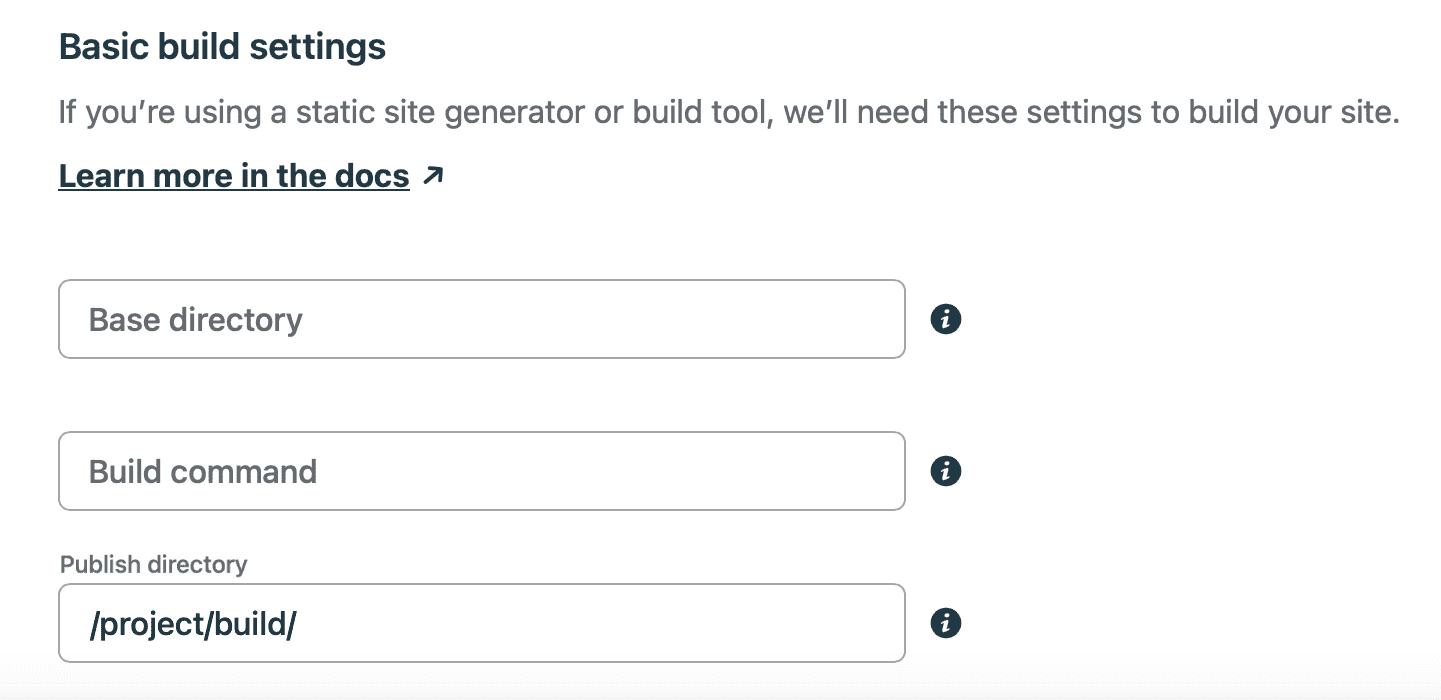 Basic build settings
If you’re using a static site generator or build tool, we’ll need these settings to build your site.
Learn more in the docs ↗
Base directory
Build command
Publish directory
/project/build/